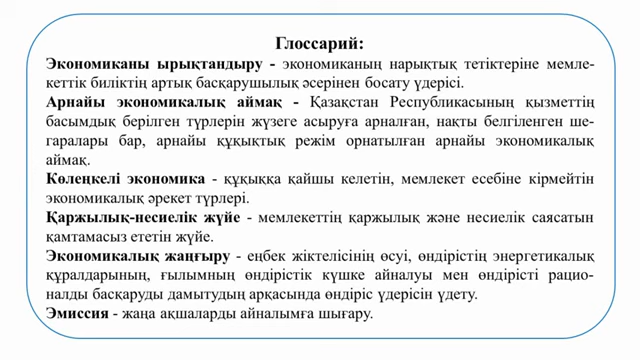 Глоссарий:
Экономиканы ырықтандыру - экономиканың нарықтық тетіктеріне мемле-
кеттік биліктің артық басқарушылық әсерінен босату үдерісі.
Арнайы экономикалық аймақ - Қазақстан Республикасының қызметтің
басымдық берілген түрлерін жүзеге асыруға арналған, нақты белгіленген ше-
гаралары бар, арнайы құқықтық режім орнатылған арнайы экономикалық
аймақ.
Көлеңкелі экономика - құқыққа қайшы келетін, мемлекет есебіне кірмейтін
экономикалық әрекет түрлері.
Қаржылық-несиелік жүйе - мемлекеттің қаржылық және несиелік саясатын
қамтамасыз ететін жүйе.
Экономикалық жаңғыру - еңбек жіктелісінің өсуі, өндірістің энергетикалық
құралдарының, ғылымның өндірістік күшке айналуы мен өндірісті рацио-
налды басқаруды дамытудың арқасында өндіріс үдерісін үдету.
Эмиссия - жаңа ақшаларды айналымға шығару.